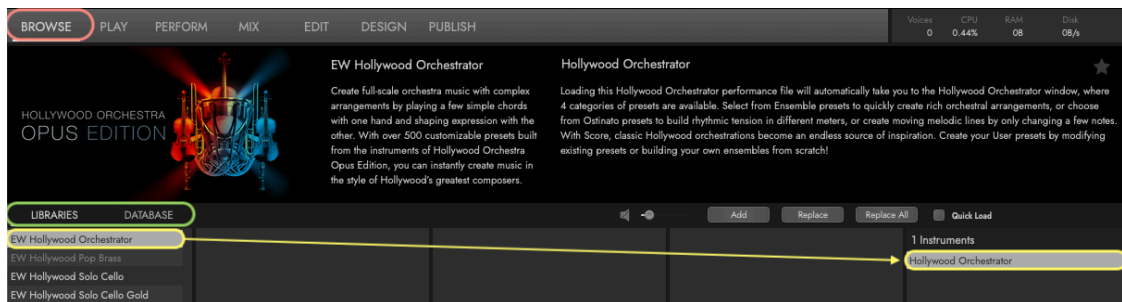 BROWSE PLAY PERFORM MIX EDIT DESIGN PUBLISH
Voices CPU RAM Disk
0 0.44% 0B 0B/s
HOLLYWOOD ORCHESTRA
OPUS EDITION
EW Hollywood Orchestrator
Create full-scale orchestra music with complex
arrangements by playing a few simple chords
with one hand and shaping expression with the
other. With over 500 customizable presets built
from the instruments of Hollywood Orchestra
Opus Edition, you can instantly create music in
the style of Hollywood's greatest composers.
Hollywood Orchestrator
Loading this Hollywood Orchestrator performance file will automatically take you to the Hollywood Orchestrator window, where
4 categories of presets are available. Select from Ensemble presets to quickly create rich orchestral arrangements, or choose
from Ostinato presets to build rhythmic tension in different meters, or create moving melodic lines by only changing a few notes.
With Score, classic Hollywood orchestrations become an endless source of inspiration. Create your User presets by modifying
existing presets or building your own ensembles from scratch!
LIBRARIES DATABASE
Add Replace Replace All Quick Load
EW Hollywood Orchestrator
EW Hollywood Pop Brass
EW Hollywood Solo Cello
EW Hollywood Solo Cello Gold
1 Instruments
Hollywood Orchestrator